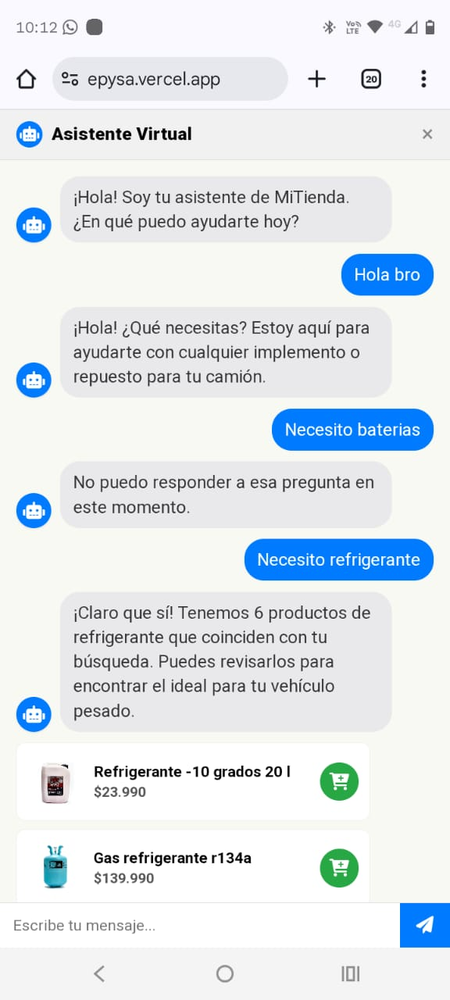 10:12
Vo) LTE
4G
epysa.vercel.app
20
Asistente Virtual
×
¡Hola! Soy tu asistente de MiTienda.
¿En qué puedo ayudarte hoy?
Hola bro
¡Hola! ¿Qué necesitas? Estoy aquí para
ayudarte con cualquier implemento o
repuesto para tu camión.
Necesito baterias
No puedo responder a esa pregunta en
este momento.
Necesito refrigerante
¡Claro que sí! Tenemos 6 productos de
refrigerante que coinciden con tu
búsqueda. Puedes revisarlos para
encontrar el ideal para tu vehículo
pesado.
Refrigerante -10 grados 20 l
$23.990
Gas refrigerante r134a
$139.990
Escribe tu mensaje...